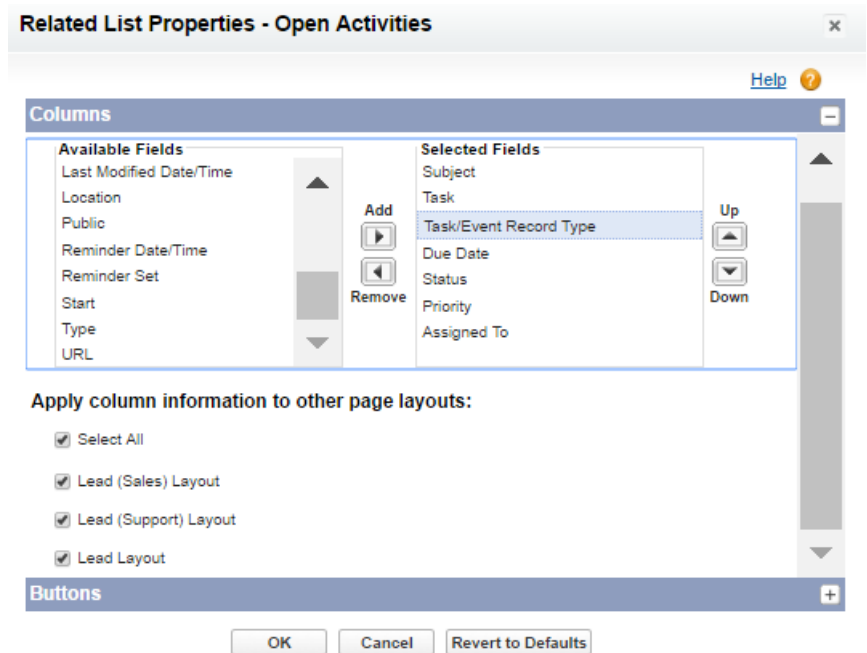 Related List Properties - Open Activities
Help
Columns
Available Fields
Last Modified Date/Time
Location
Public
Reminder Date/Time
Reminder Set
Start
Type
URL
Add
Remove
Selected Fields
Subject
Task
Task/Event Record Type
Due Date
Status
Priority
Assigned To
Up
Down
Apply column information to other page layouts:
Select All
Lead (Sales) Layout
Lead (Support) Layout
Lead Layout
Buttons
OK Cancel Revert to Defaults